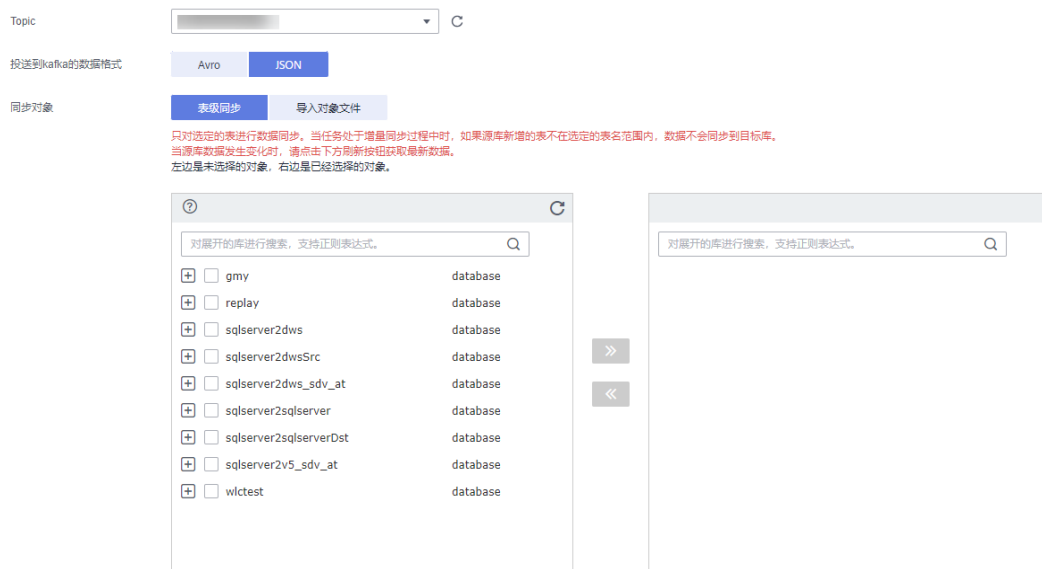 Topic
投送到kafka的数据格式
Avro
JSON
同步对象
表级同步
导入对象文件
只对选定的表进行数据同步。当任务处于增量同步过程中时，如果源库新增的表不在选定的表名范围内，数据不会同步到目标库。
当源库数据发生变化时，请点击下方刷新按钮获取最新数据。
左边是未选择的对象，右边是已经选择的对象。
对展开的库进行搜索，支持正则表达式。
对展开的库进行搜索，支持正则表达式。
gmy database
replay database
sqlserver2dws database
sqlserver2dwsSrc database
sqlserver2dws_sdv_at database
sqlserver2sqlserver database
sqlserver2sqlserverDst database
sqlserver2v5_sdv_at database
wlctest database